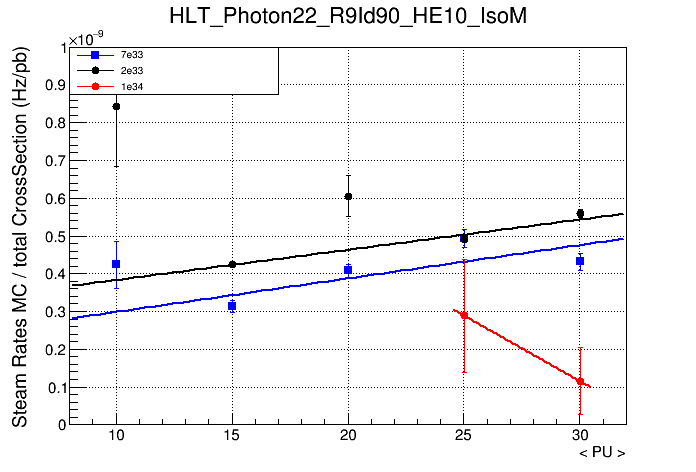 HLT_Photon22_R9Id90_HE10_IsoM
×10⁻⁹
7e33
2e33
1e34
Steam Rates MC / total CrossSection (Hz/pb)
1
0.9
0.8
0.7
0.6
0.5
0.4
0.3
0.2
0.1
0
10 15 20 25 30
< PU >